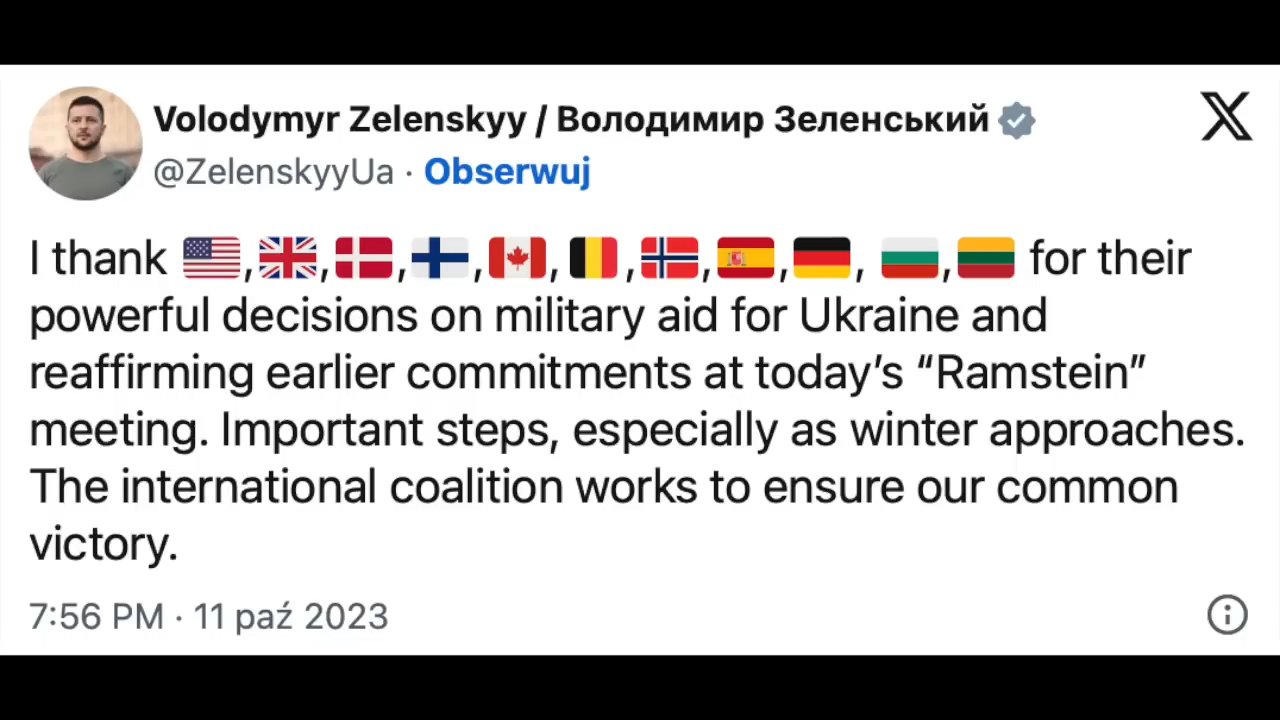 Volodymyr Zelenskyy / Володимир Зеленський
@ZelenskyyUa · Obserwuj
I thank 🇺🇸,🇬🇧,🇩🇰,🇫🇮,🇨🇦,🇧🇪,🇳🇴,🇪🇸,🇩🇪, 🇧🇬,🇱🇹 for their
powerful decisions on military aid for Ukraine and
reaffirming earlier commitments at today’s “Ramstein”
meeting. Important steps, especially as winter approaches.
The international coalition works to ensure our common
victory.
7:56 PM · 11 paź 2023